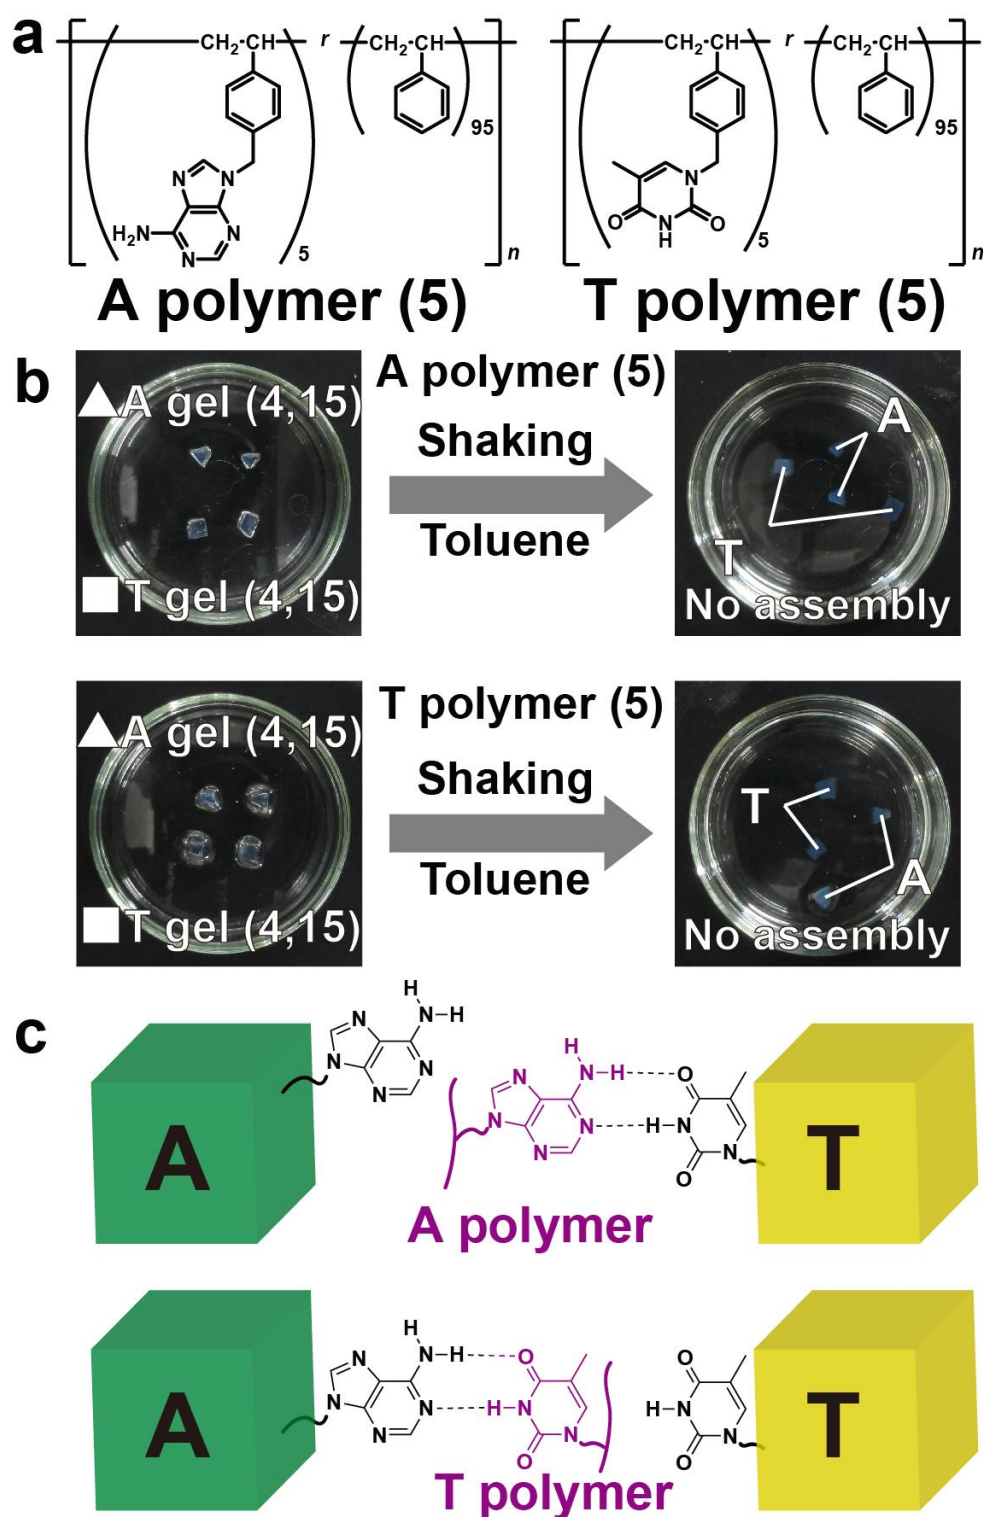 a
CH2-CH r CH2-CH
95
N N
H2N N
N
5
n
A polymer (5)
CH2-CH r CH2-CH
95
N
O N O
H
5
n
T polymer (5)
b
A gel (4,15)
T gel (4,15)
A polymer (5)
Shaking
Toluene
A
T
No assembly
A gel (4,15)
T gel (4,15)
T polymer (5)
Shaking
Toluene
T
A
No assembly
c
A
H
N N-H
N N
N
H
N N-H
N N
N
A polymer
O
H-N
O N
T
A
H
N N-H
N N
N
O
H-N
O N
T polymer
O
H-N
O N
T